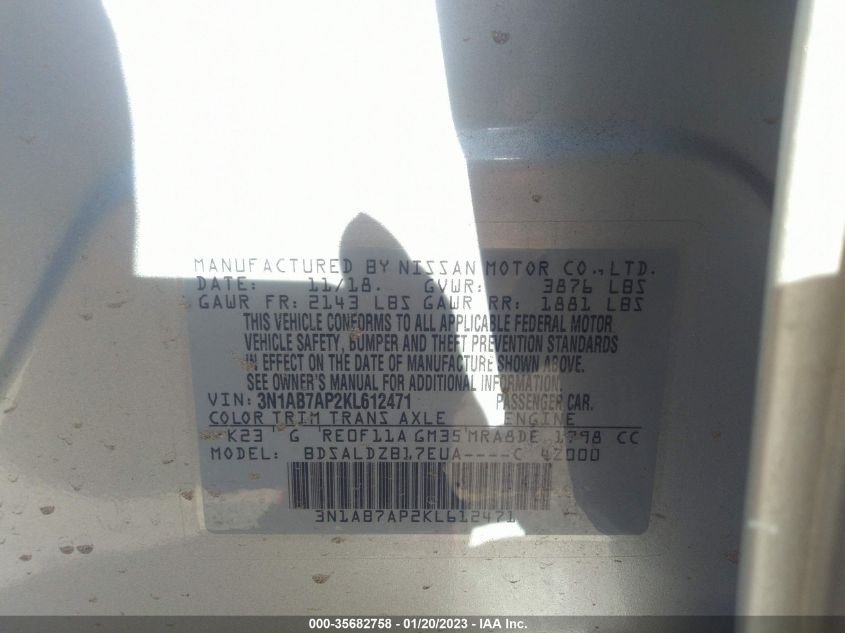 MANUFACTURED BY NISSAN MOTOR CO., LTD.
DATE: 11/18. GVWR: 3876 LBS
GAWR FR: 2143 LBS GAWR RR: 1881 LBS
THIS VEHICLE CONFORMS TO ALL APPLICABLE FEDERAL MOTOR
VEHICLE SAFETY, BUMPER AND THEFT PREVENTION STANDARDS
IN EFFECT ON THE DATE OF MANUFACTURE SHOWN ABOVE.
SEE OWNER'S MANUAL FOR ADDITIONAL INFORMATION.
VIN: 3N1AB7AP2KL612471 PASSENGER CAR.
COLOR TRIM TRANS AXLE ENGINE
K23 G RE0F11A GM35 MRA8DE 1798 CC
MODEL: BDSALDZB17EUA----C 42000
3N1AB7AP2KL612471
000-35682758 - 01/20/2023 - IAA Inc.